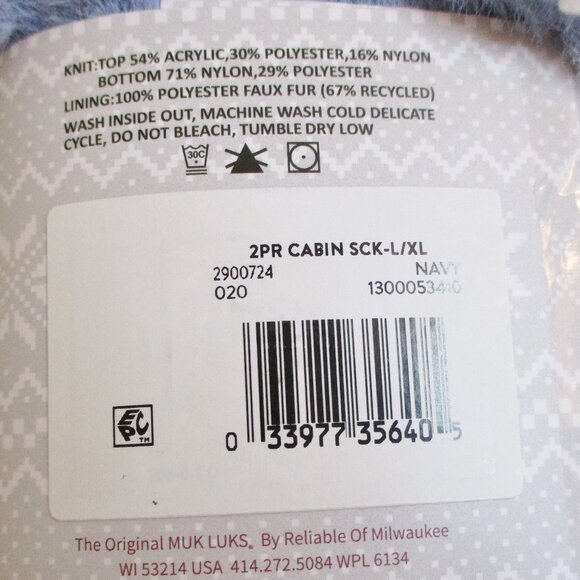 KNIT:TOP 54% ACRYLIC,30% POLYESTER,16% NYLON
BOTTOM 71% NYLON,29% POLYESTER
LINING:100% POLYESTER FAUX FUR (67% RECYCLED)
WASH INSIDE OUT, MACHINE WASH COLD DELICATE
CYCLE, DO NOT BLEACH, TUMBLE DRY LOW
30C
2PR CABIN SCK-L/XL
2900724 NAVY
020 1300053410
EPC™
0 33977 35640 5
The Original MUK LUKS® By Reliable Of Milwaukee
WI 53214 USA 414.272.5084 WPL 6134